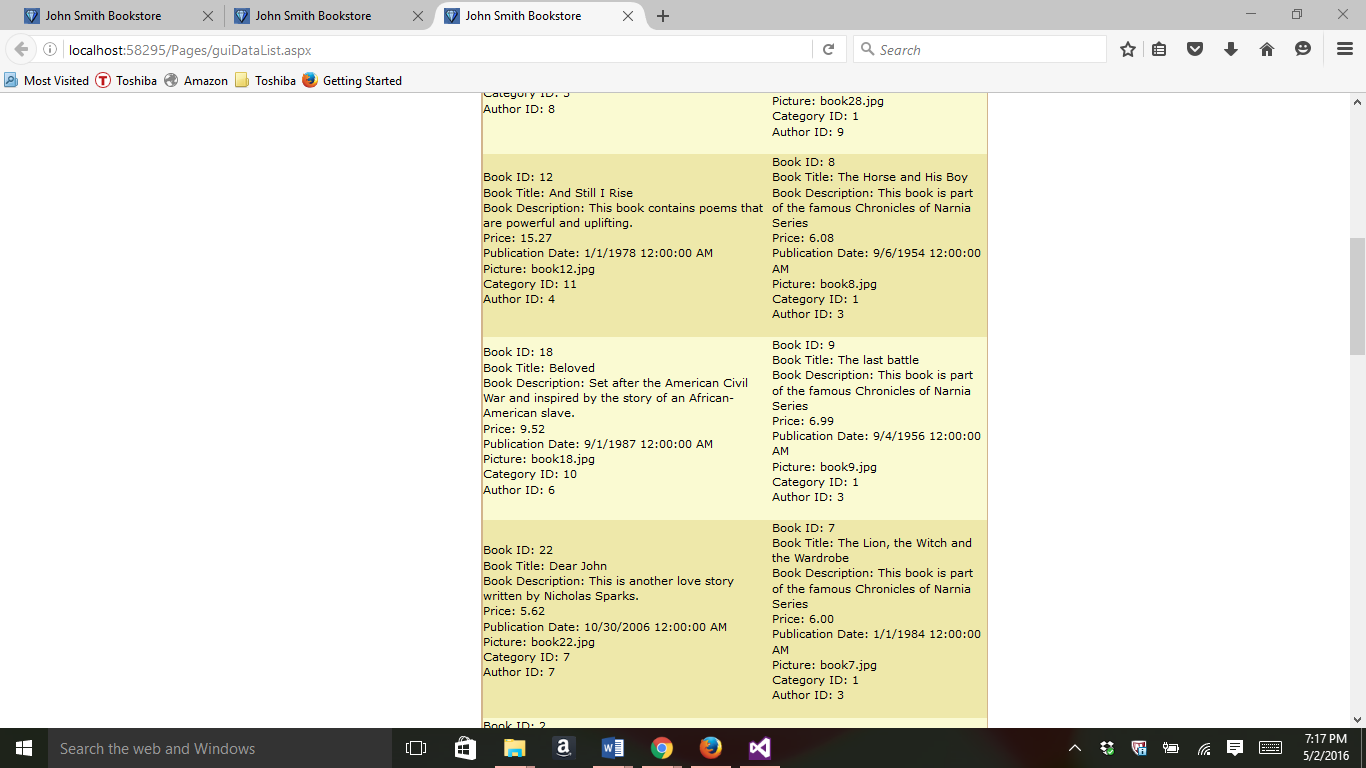 John Smith Bookstore
John Smith Bookstore
John Smith Bookstore
localhost:58295/Pages/guiDataList.aspx
Search
Most Visited
Toshiba
Amazon
Toshiba
Getting Started
Category ID: 5
Author ID: 8
Picture: book28.jpg
Category ID: 1
Author ID: 9
Book ID: 12
Book Title: And Still I Rise
Book Description: This book contains poems that
are powerful and uplifting.
Price: 15.27
Publication Date: 1/1/1978 12:00:00 AM
Picture: book12.jpg
Category ID: 11
Author ID: 4
Book ID: 8
Book Title: The Horse and His Boy
Book Description: This book is part
of the famous Chronicles of Narnia
Series
Price: 6.08
Publication Date: 9/6/1954 12:00:00
AM
Picture: book8.jpg
Category ID: 1
Author ID: 3
Book ID: 18
Book Title: Beloved
Book Description: Set after the American Civil
War and inspired by the story of an African-
American slave.
Price: 9.52
Publication Date: 9/1/1987 12:00:00 AM
Picture: book18.jpg
Category ID: 10
Author ID: 6
Book ID: 9
Book Title: The last battle
Book Description: This book is part
of the famous Chronicles of Narnia
Series
Price: 6.99
Publication Date: 9/4/1956 12:00:00
AM
Picture: book9.jpg
Category ID: 1
Author ID: 3
Book ID: 22
Book Title: Dear John
Book Description: This is another love story
written by Nicholas Sparks.
Price: 5.62
Publication Date: 10/30/2006 12:00:00 AM
Picture: book22.jpg
Category ID: 7
Author ID: 7
Book ID: 7
Book Title: The Lion, the Witch and
the Wardrobe
Book Description: This book is part
of the famous Chronicles of Narnia
Series
Price: 6.00
Publication Date: 1/1/1984 12:00:00
AM
Picture: book7.jpg
Category ID: 1
Author ID: 3
Book ID: 2
Search the web and Windows
7:17 PM
5/2/2016